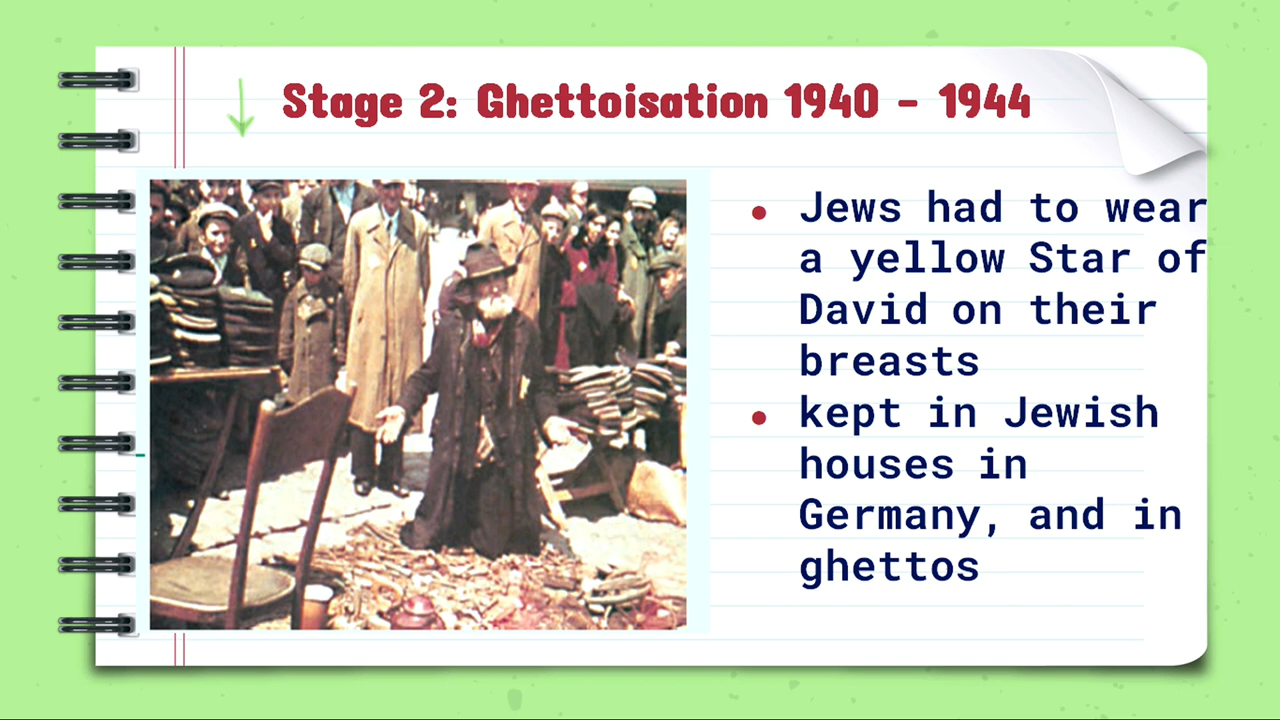 Stage 2: Ghettoisation 1940 - 1944
Jews had to wear
a yellow Star of
David on their
breasts
kept in Jewish
houses in
Germany, and in
ghettos